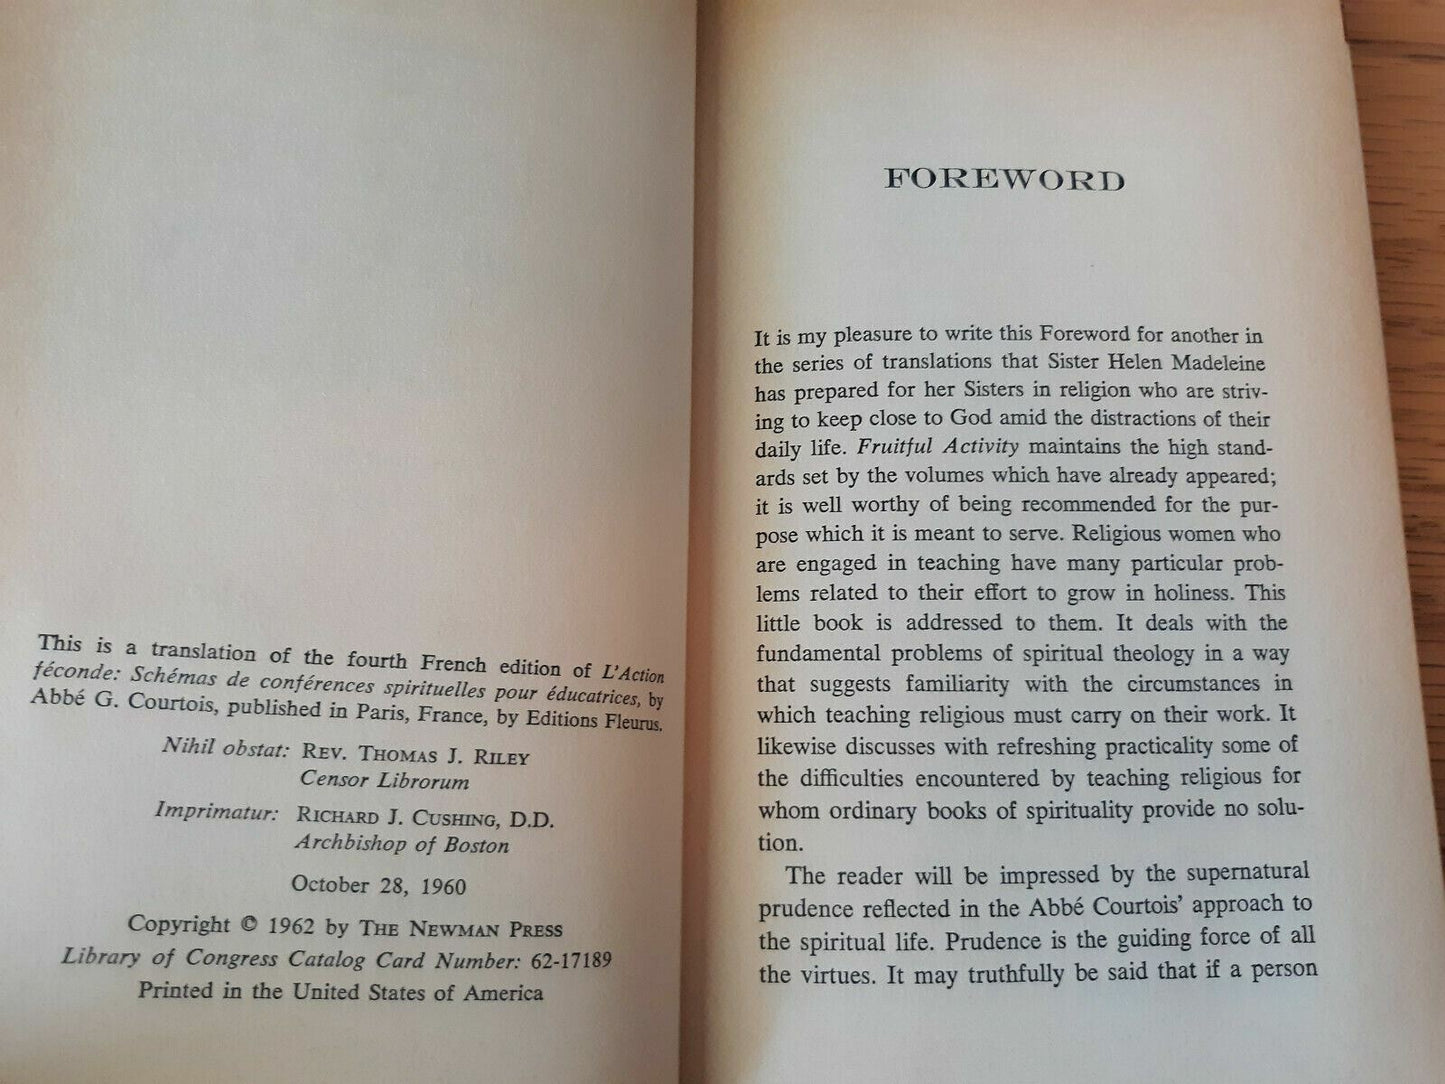 This is a translation of the fourth French edition of L'Action
féconde: Schémas de conférences spirituelles pour éducatrices, by
Abbé G. Courtois, published in Paris, France, by Editions Fleurus.
Nihil obstat: REV. THOMAS J. RILEY
Censor Librorum
Imprimatur: RICHARD J. CUSHING, D.D.
Archbishop of Boston
October 28, 1960
Copyright © 1962 by THE NEWMAN PRESS
Library of Congress Catalog Card Number: 62-17189
Printed in the United States of America
FOREWORD
It is my pleasure to write this Foreword for another in
the series of translations that Sister Helen Madeleine
has prepared for her Sisters in religion who are striv-
ing to keep close to God amid the distractions of their
daily life. Fruitful Activity maintains the high stand-
ards set by the volumes which have already appeared;
it is well worthy of being recommended for the pur-
pose which it is meant to serve. Religious women who
are engaged in teaching have many particular prob-
lems related to their effort to grow in holiness. This
little book is addressed to them. It deals with the
fundamental problems of spiritual theology in a way
that suggests familiarity with the circumstances in
which teaching religious must carry on their work. It
likewise discusses with refreshing practicality some of
the difficulties encountered by teaching religious for
whom ordinary books of spirituality provide no solu-
tion.
The reader will be impressed by the supernatural
prudence reflected in the Abbé Courtois' approach to
the spiritual life. Prudence is the guiding force of all
the virtues. It may truthfully be said that if a person